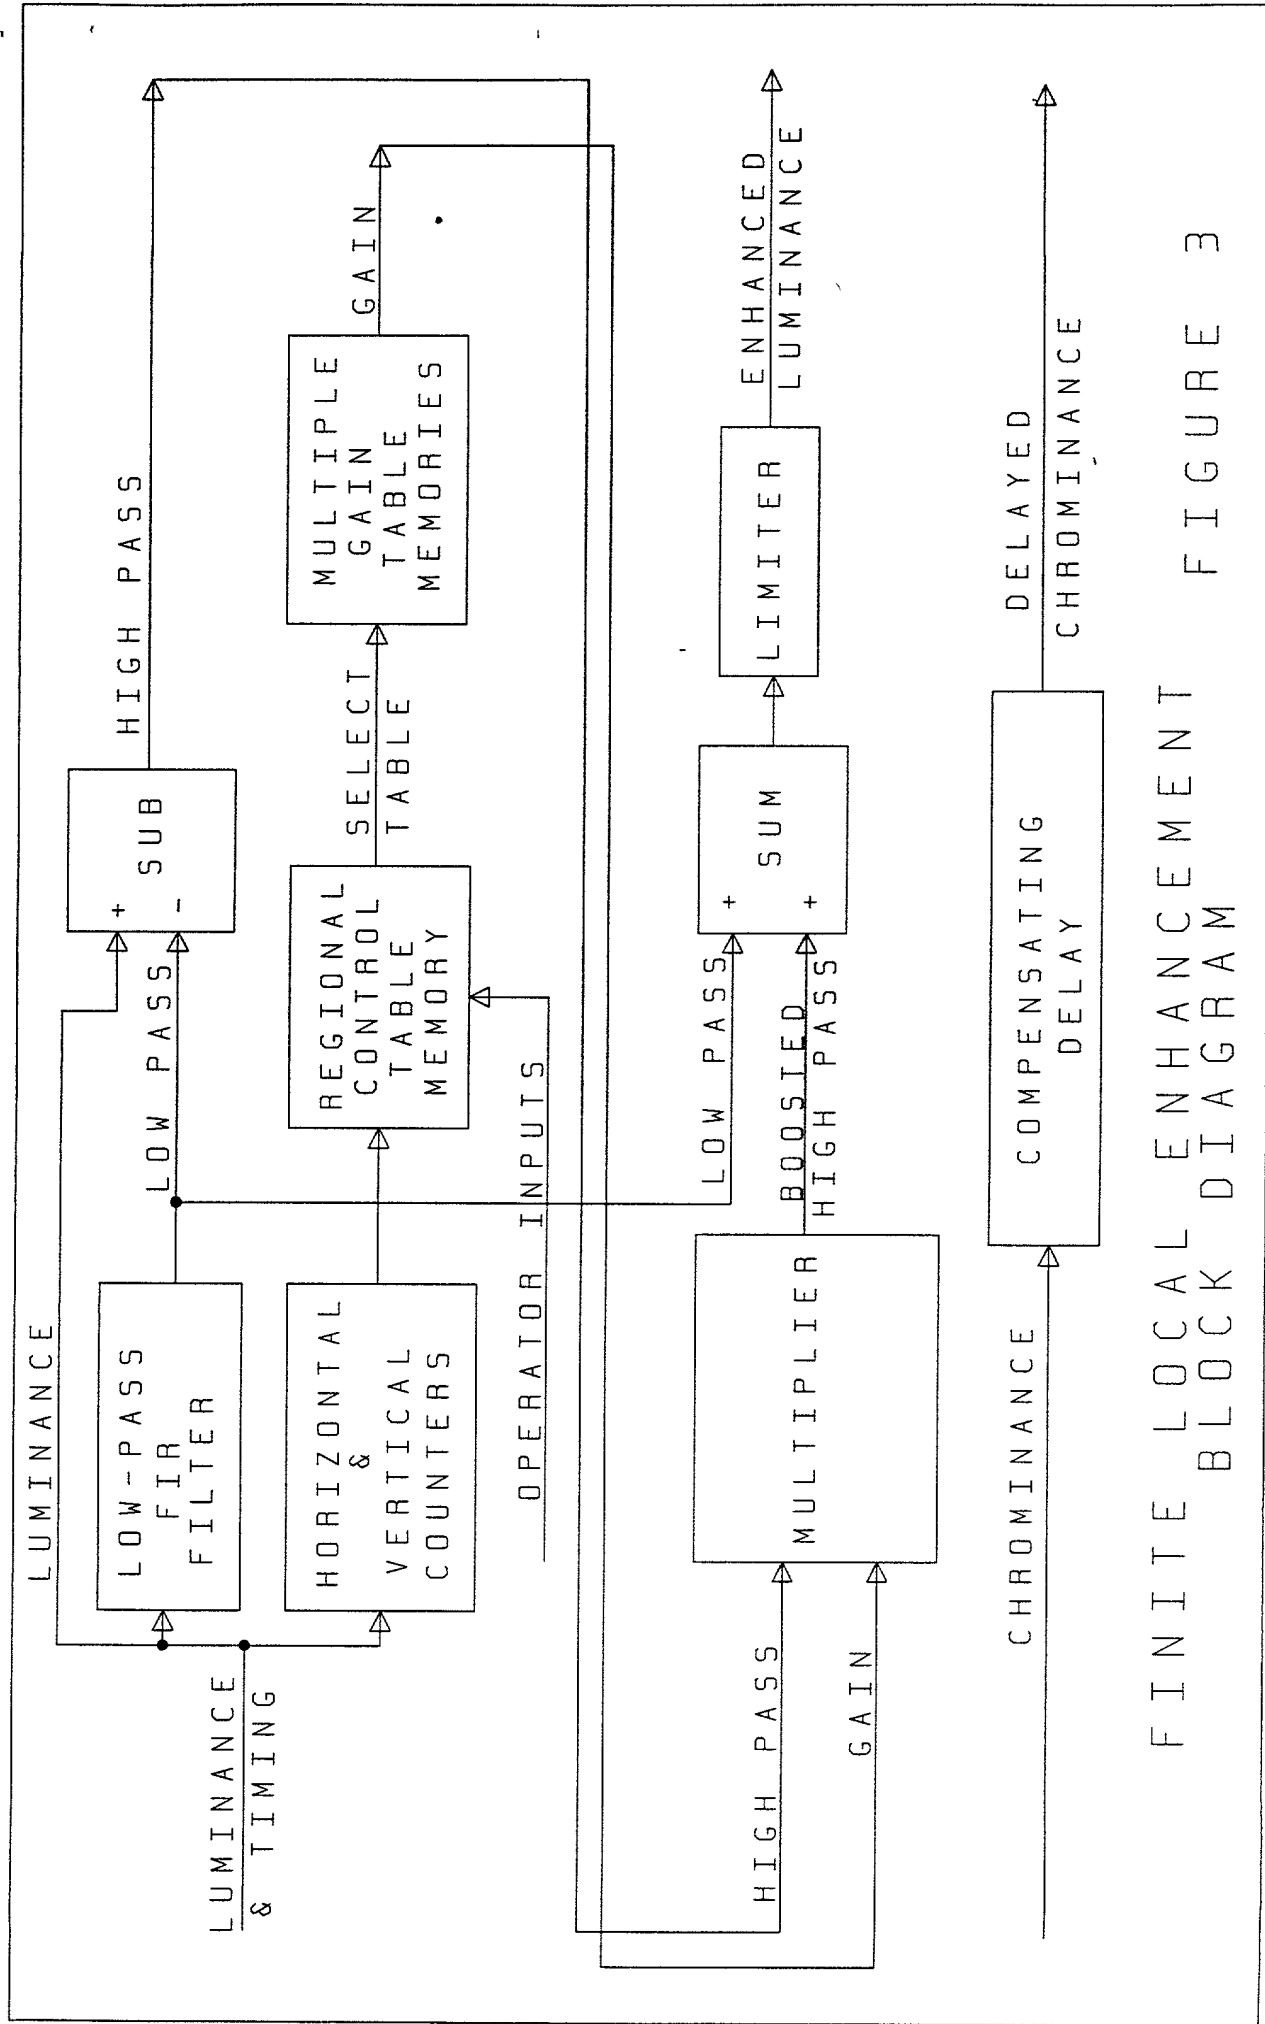 LUMINANCE
HIGH PASS
LOW PASS
+
-
SUB
LOW-PASS
FIR
FILTER
LUMINANCE
& TIMING
HORIZONTAL
&
VERTICAL
COUNTERS
REGIONAL
CONTROL
TABLE
MEMORY
SELECT
TABLE
MULTIPLE
GAIN
TABLE
MEMORIES
GAIN
OPERATOR INPUTS
HIGH PASS
GAIN
MULTIPLIER
LOW PASS
BOOSTED
HIGH PASS
+
+
SUM
LIMITER
ENHANCED
LUMINANCE
CHROMINANCE
COMPENSATING
DELAY
DELAYED
CHROMINANCE
FINITE LOCAL ENHANCEMENT
BLOCK DIAGRAM
FIGURE 3